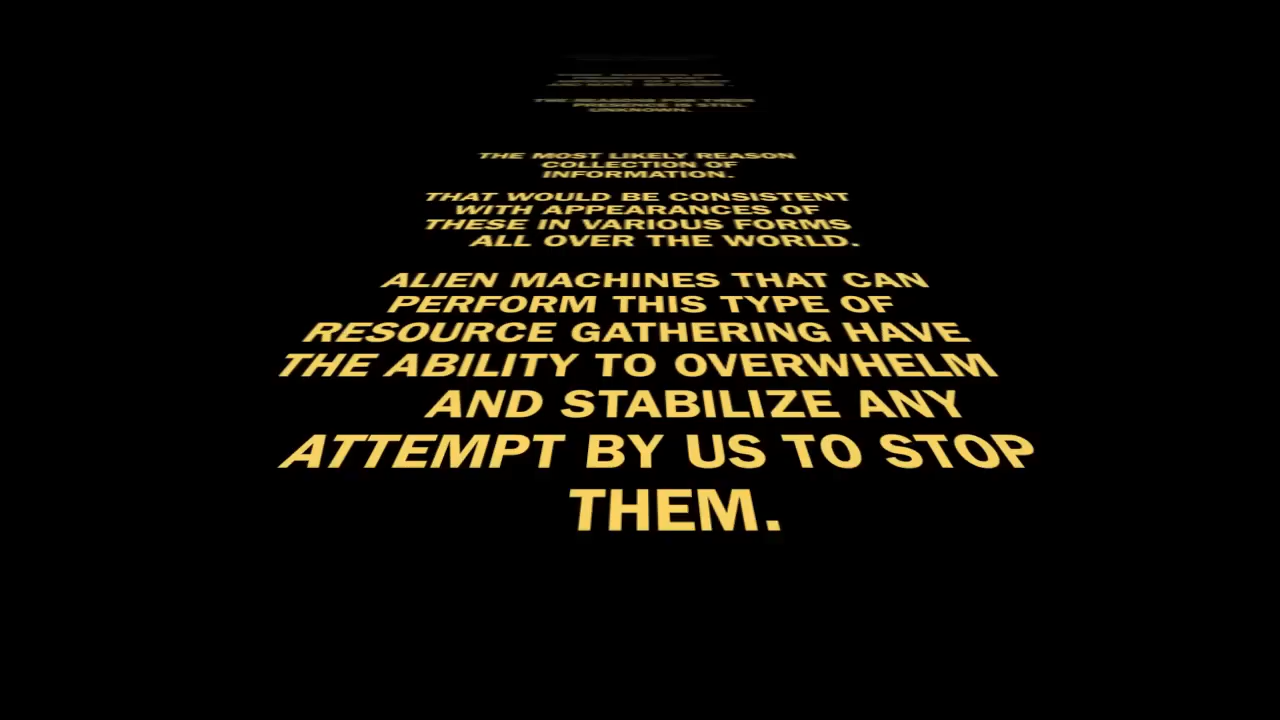 THE REASONS FOR THEIR
PRESENCE IS STILL
UNKNOWN.
THE MOST LIKELY REASON
COLLECTION OF
INFORMATION.
THAT WOULD BE CONSISTENT
WITH APPEARANCES OF
THESE IN VARIOUS FORMS
ALL OVER THE WORLD.
ALIEN MACHINES THAT CAN
PERFORM THIS TYPE OF
RESOURCE GATHERING HAVE
THE ABILITY TO OVERWHELM
AND STABILIZE ANY
ATTEMPT BY US TO STOP
THEM.